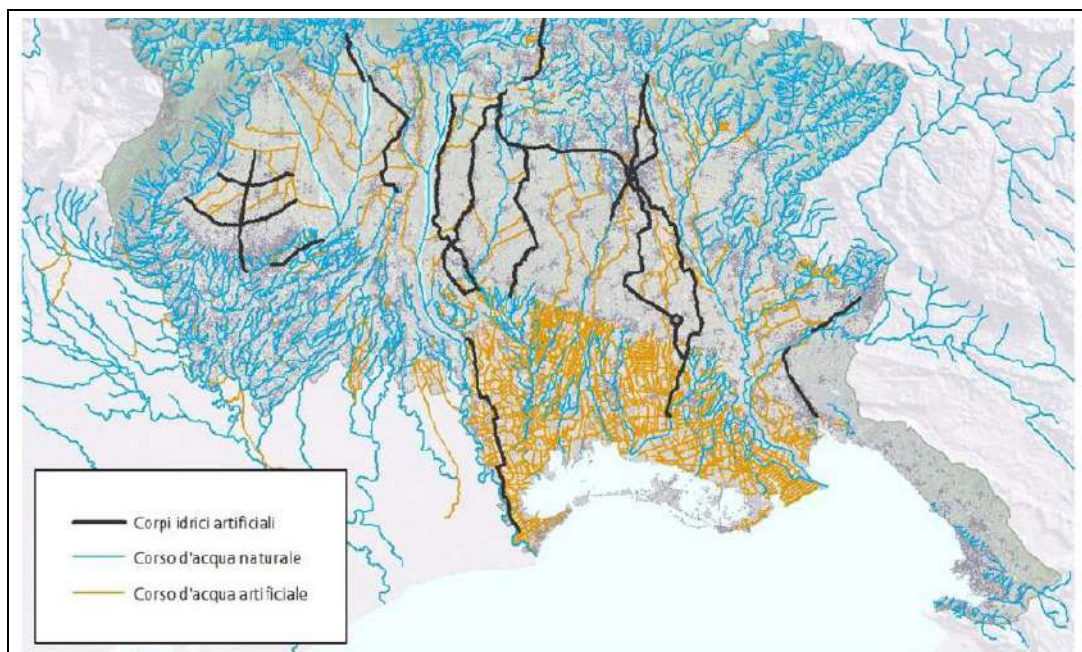 Corpi idrici artificiali
Corso d'acqua naturale
Corso d'acqua artificiale